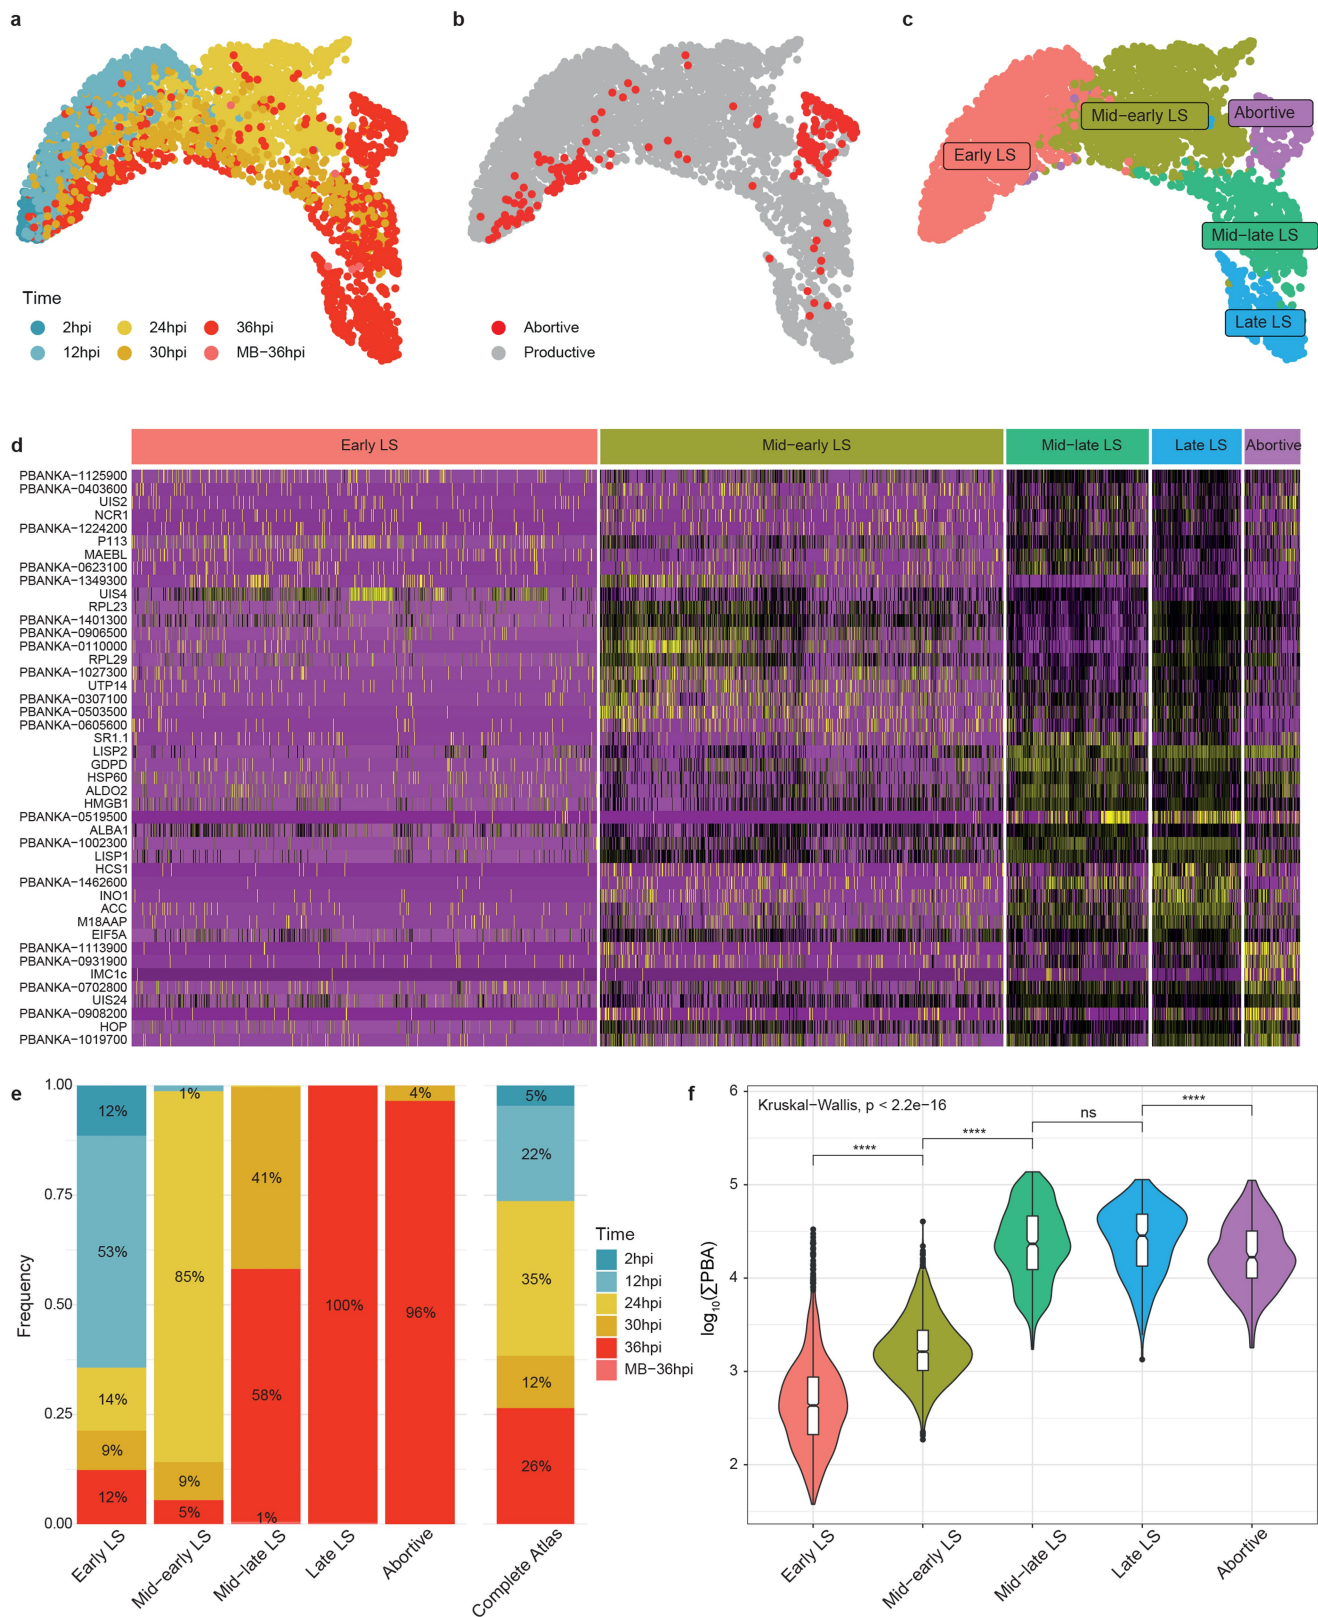 a
b
c
Early LS
Mid−early LS
Abortive
Mid−late LS
Late LS
Time
2hpi
24hpi
36hpi
12hpi
30hpi
MB−36hpi
Abortive
Productive
d
Early LS
Mid−early LS
Mid−late LS
Late LS
Abortive
PBANKA−1125900
PBANKA−0403600
UIS2
NCR1
PBANKA−1224200
P113
MAEBL
PBANKA−0623100
PBANKA−1349300
UIS4
RPL23
PBANKA−1401300
PBANKA−0906500
PBANKA−0110000
RPL29
PBANKA−1027300
UTP14
PBANKA−0307100
PBANKA−0503500
PBANKA−0605600
SR1.1
LISP2
GDPD
HSP60
ALDO2
HMGB1
PBANKA−0519500
ALBA1
PBANKA−1002300
LISP1
HCS1
PBANKA−1462600
INO1
ACC
M18AAP
EIF5A
PBANKA−1113900
PBANKA−0931900
IMC1c
PBANKA−0702800
UIS24
PBANKA−0908200
HOP
PBANKA−1019700
e
Frequency
1.00
0.75
0.50
0.25
0.00
12%
53%
14%
9%
12%
1%
85%
9%
5%
41%
58%
1%
100%
4%
96%
5%
22%
35%
12%
26%
Early LS
Mid−early LS
Mid−late LS
Late LS
Abortive
Complete Atlas
Time
2hpi
12hpi
24hpi
30hpi
36hpi
MB−36hpi
f
Kruskal−Wallis, p < 2.2e−16
****
****
ns
****
log10(∑PBA)
6
5
4
3
2
Early LS
Mid−early LS
Mid−late LS
Late LS
Abortive